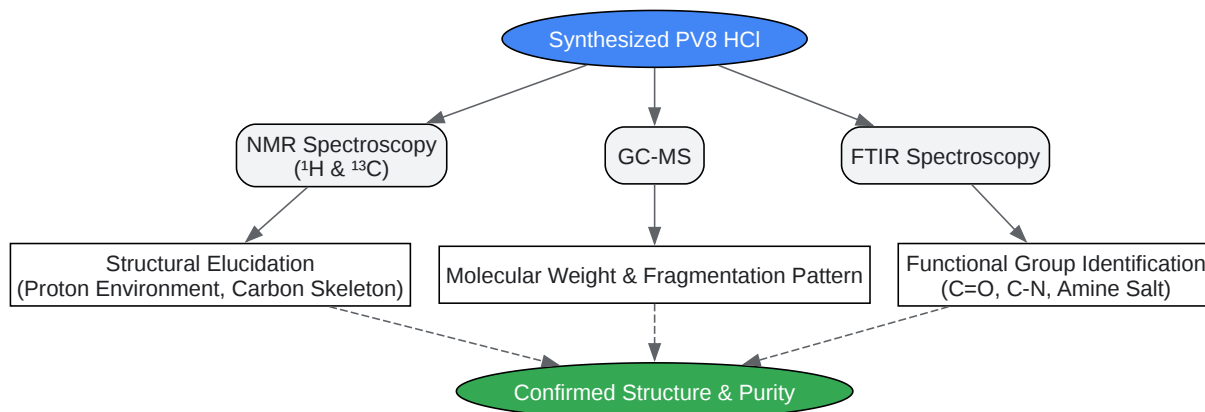 Synthesized PV8 HCl
NMR Spectroscopy
(¹H & ¹³C)
GC-MS
FTIR Spectroscopy
Structural Elucidation
(Proton Environment, Carbon Skeleton)
Molecular Weight & Fragmentation Pattern
Functional Group Identification
(C=O, C-N, Amine Salt)
Confirmed Structure & Purity